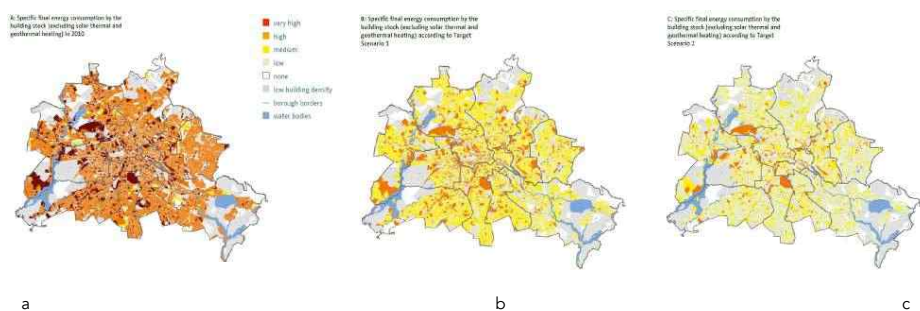 A: Specific final energy consumption by the
building stock (excluding solar thermal and
geothermal heating) in 2010
very high
high
medium
low
none
low building density
borough borders
water bodies
B: Specific final energy consumption by the
building stock (excluding solar thermal and
geothermal heating) according to Target
Scenario 1
C: Specific final energy consumption by the
building stock (excluding solar thermal and
geothermal heating) according to Target
Scenario 2
a
b
c